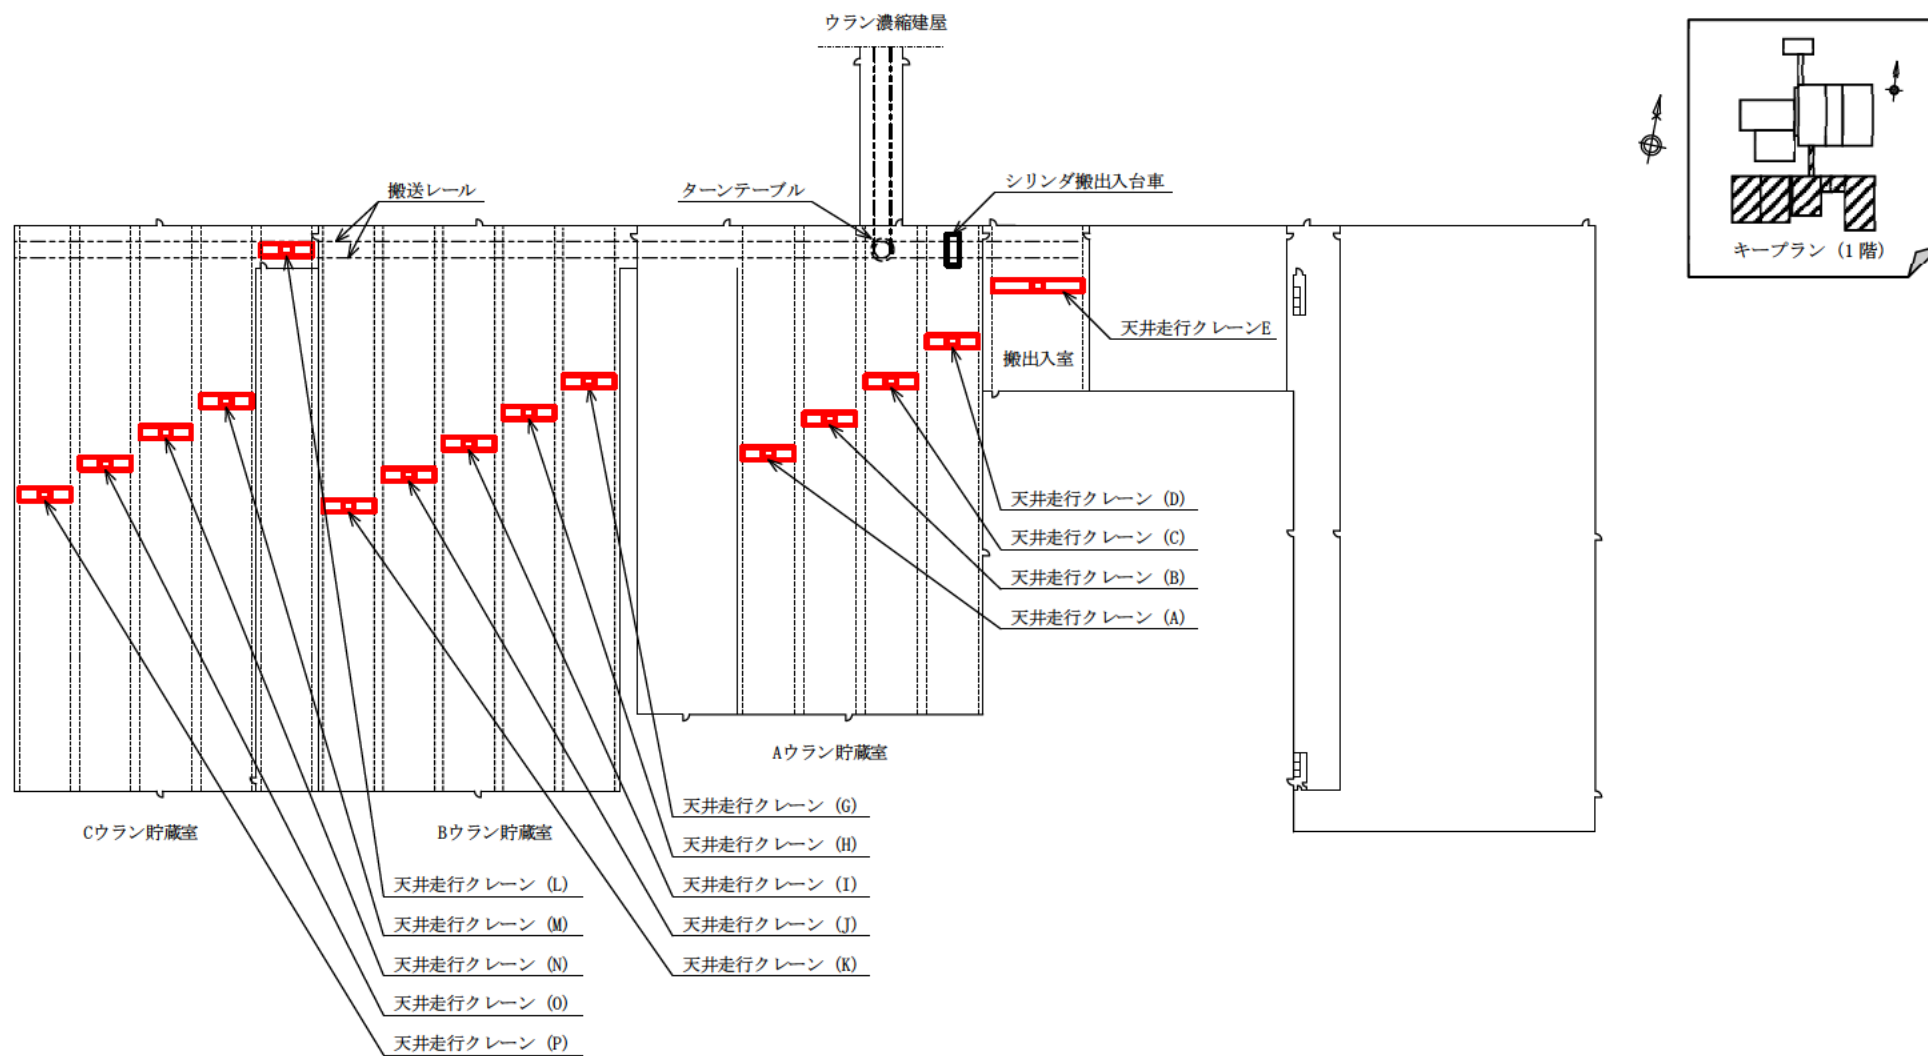 ウラン濃縮建屋
搬送レール
ターンテーブル
シリンダ搬出入台車
キープラン (1 階)
天井走行クレーンE
搬出入室
天井走行クレーン (D)
天井走行クレーン (C)
天井走行クレーン (B)
天井走行クレーン (A)
Aウラン貯蔵室
Cウラン貯蔵室
Bウラン貯蔵室
天井走行クレーン (G)
天井走行クレーン (H)
天井走行クレーン (I)
天井走行クレーン (J)
天井走行クレーン (K)
天井走行クレーン (L)
天井走行クレーン (M)
天井走行クレーン (N)
天井走行クレーン (O)
天井走行クレーン (P)